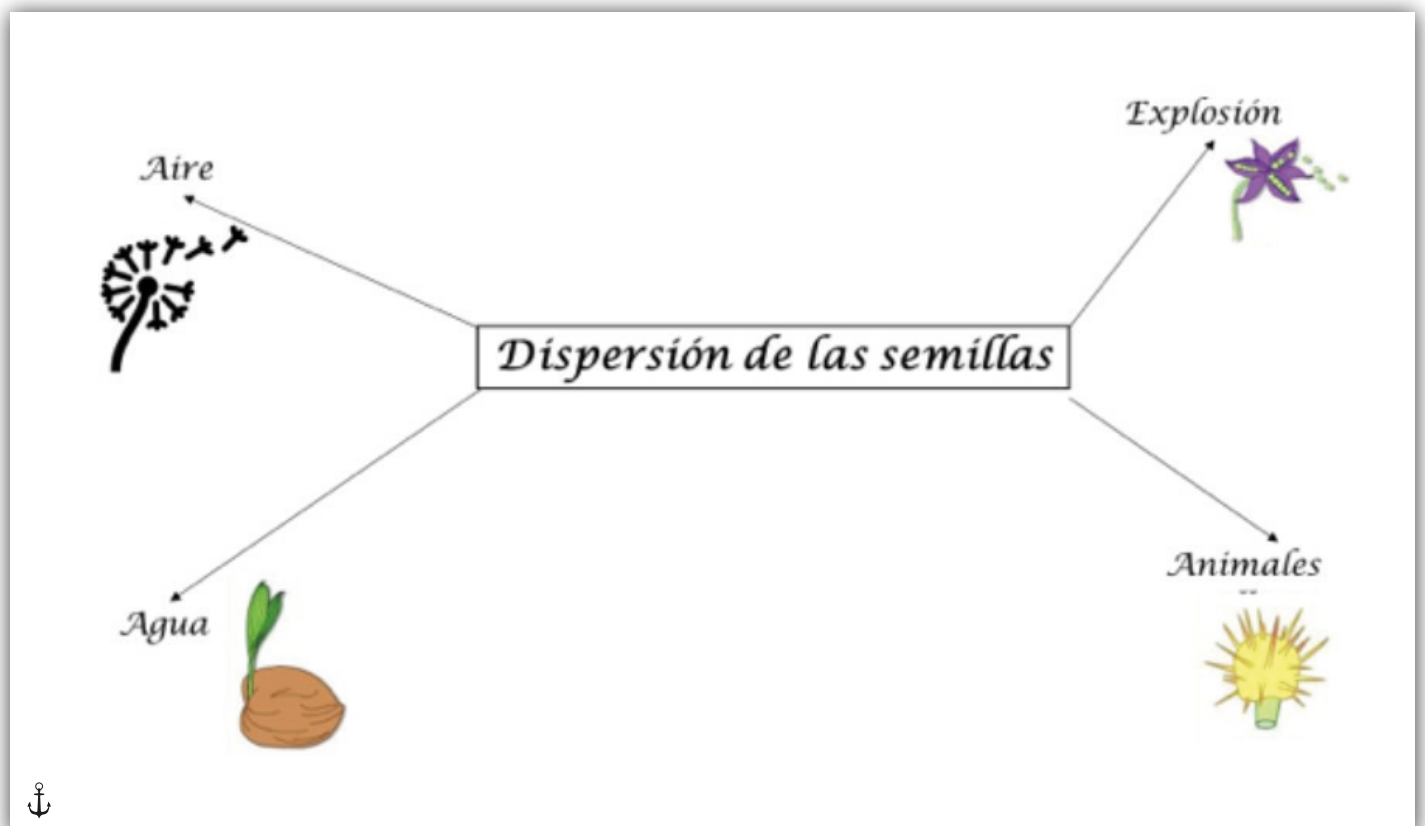 Explosión
Aire
Dispersión de las semillas
Animales
Agua